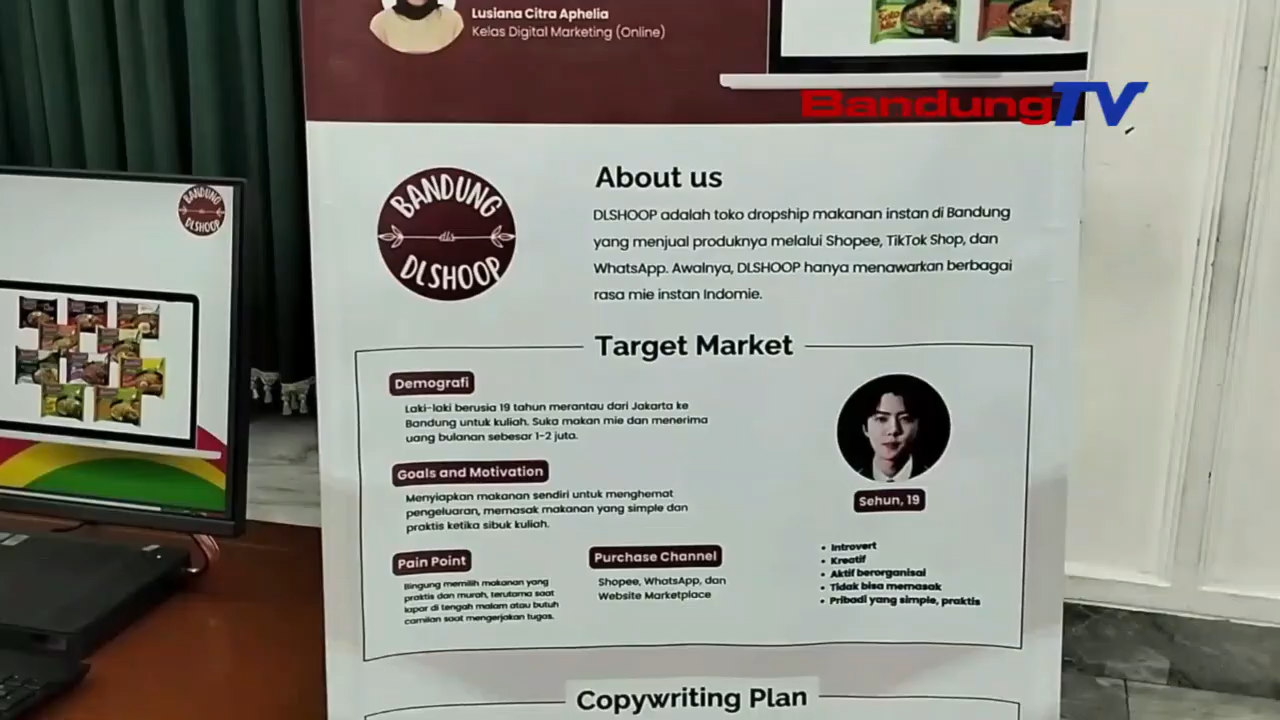 Lusiana Citra Aphelia
Kelas Digital Marketing (Online)
BandungTV
BANDUNG
DLSHOOP
BANDUNG
dls
DLSHOOP
About us
DLSHOOP adalah toko dropship makanan instan di Bandung
yang menjual produknya melalui Shopee, TikTok Shop, dan
WhatsApp. Awalnya, DLSHOOP hanya menawarkan berbagai
rasa mie instan Indomie.
Target Market
Demografi
Laki-laki berusia 19 tahun merantau dari Jakarta ke
Bandung untuk kuliah. Suka makan mie dan menerima
uang bulanan sebesar 1-2 juta.
Goals and Motivation
Menyiapkan makanan sendiri untuk menghemat
pengeluaran, memasak makanan yang simple dan
praktis ketika sibuk kuliah.
Pain Point
Bingung memilih makanan yang
praktis dan murah, terutama saat
lapar di tengah malam atau butuh
camilan saat mengerjakan tugas.
Purchase Channel
Shopee, WhatsApp, dan
Website Marketplace
Sehun, 19
• Introvert
• Kreatif
• Aktif berorganisai
• Tidak bisa memasak
• Pribadi yang simple, praktis
Copywriting Plan